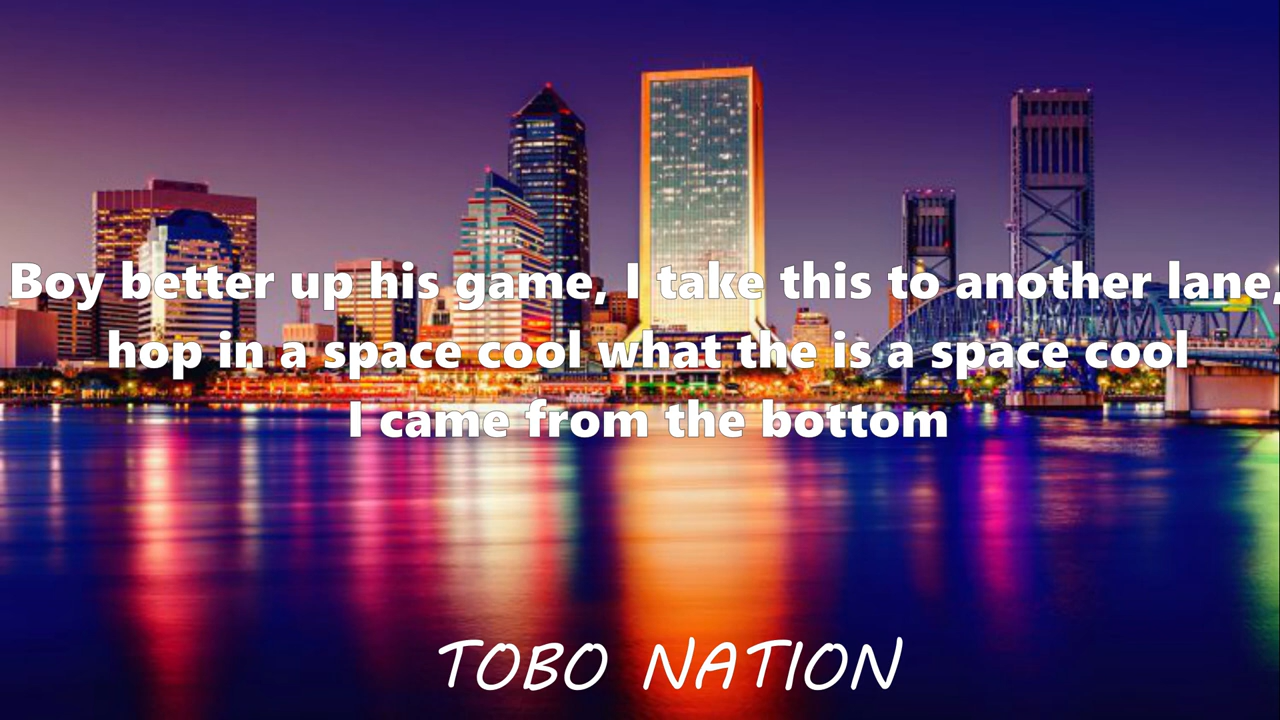 Boy better up his game, I take this to another lane,
hop in a space cool what the is a space cool
I came from the bottom
TOBO NATION